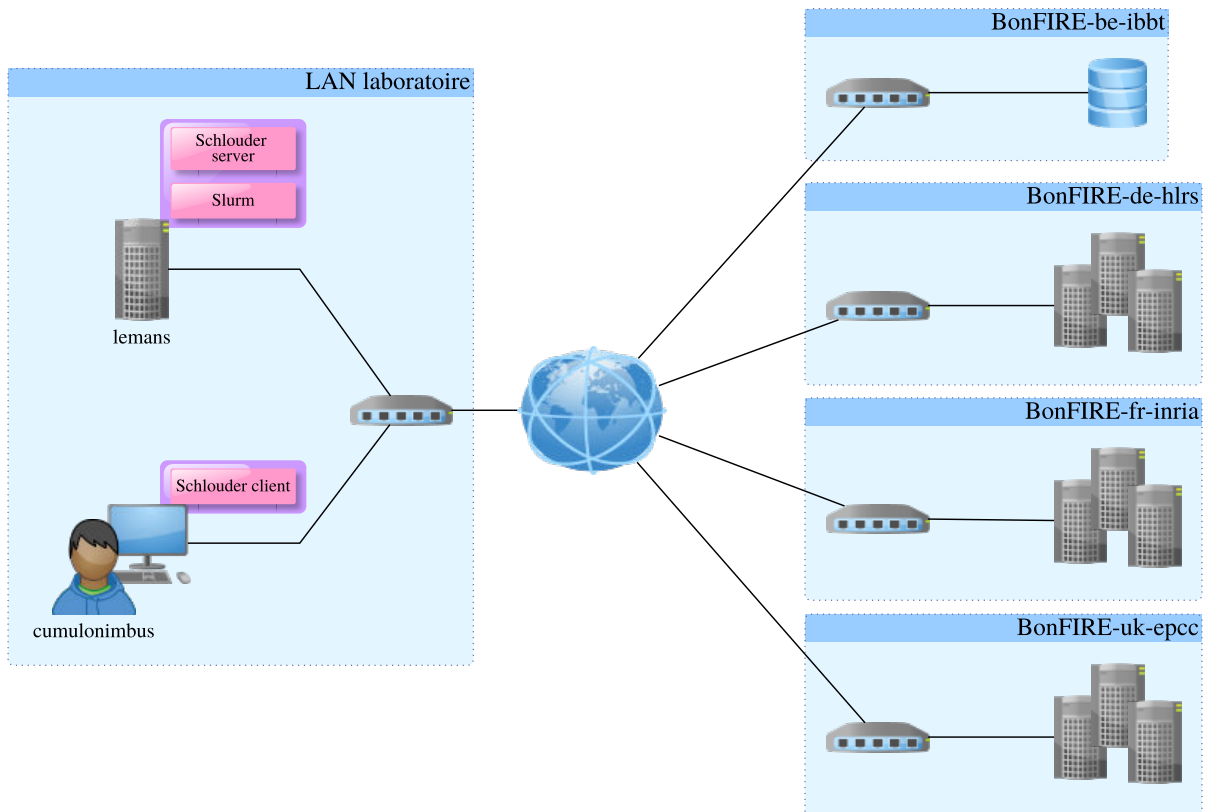 LAN laboratoire
Schlouder
server
Slurm
lemans
Schlouder client
cumulonimbus
BonFIRE-be-ibbt
BonFIRE-de-hlrs
BonFIRE-fr-inria
BonFIRE-uk-epcc